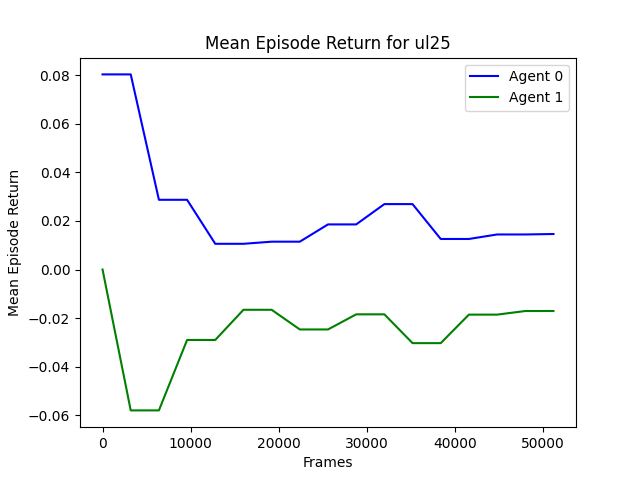 Mean Episode Return for ul25
Agent 0
Agent 1
Mean Episode Return
0.08
0.06
0.04
0.02
0.00
−0.02
−0.04
−0.06
0 10000 20000 30000 40000 50000
Frames